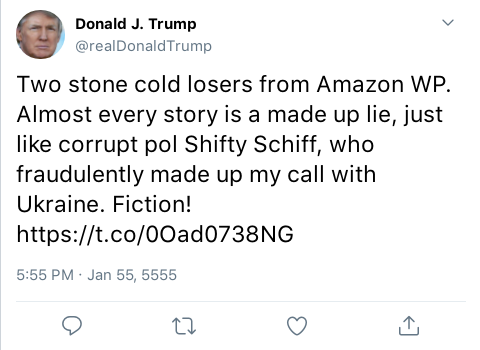 Donald J. Trump
@realDonaldTrump
Two stone cold losers from Amazon WP.
Almost every story is a made up lie, just
like corrupt pol Shifty Schiff, who
fraudulently made up my call with
Ukraine. Fiction!
https://t.co/0Oad0738NG
5:55 PM · Jan 55, 5555